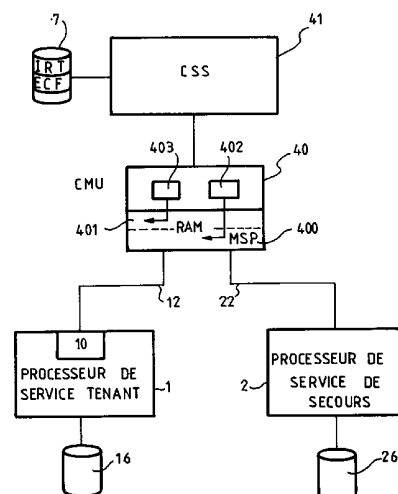 7
41
IRT
ECF
CSS
403
402
40
CMU
401
RAM
MSP
400
12
22
10
PROCESSEUR DE
SERVICE TENANT
1
2
PROCESSEUR DE
SERVICE DE
SECOURS
16
26